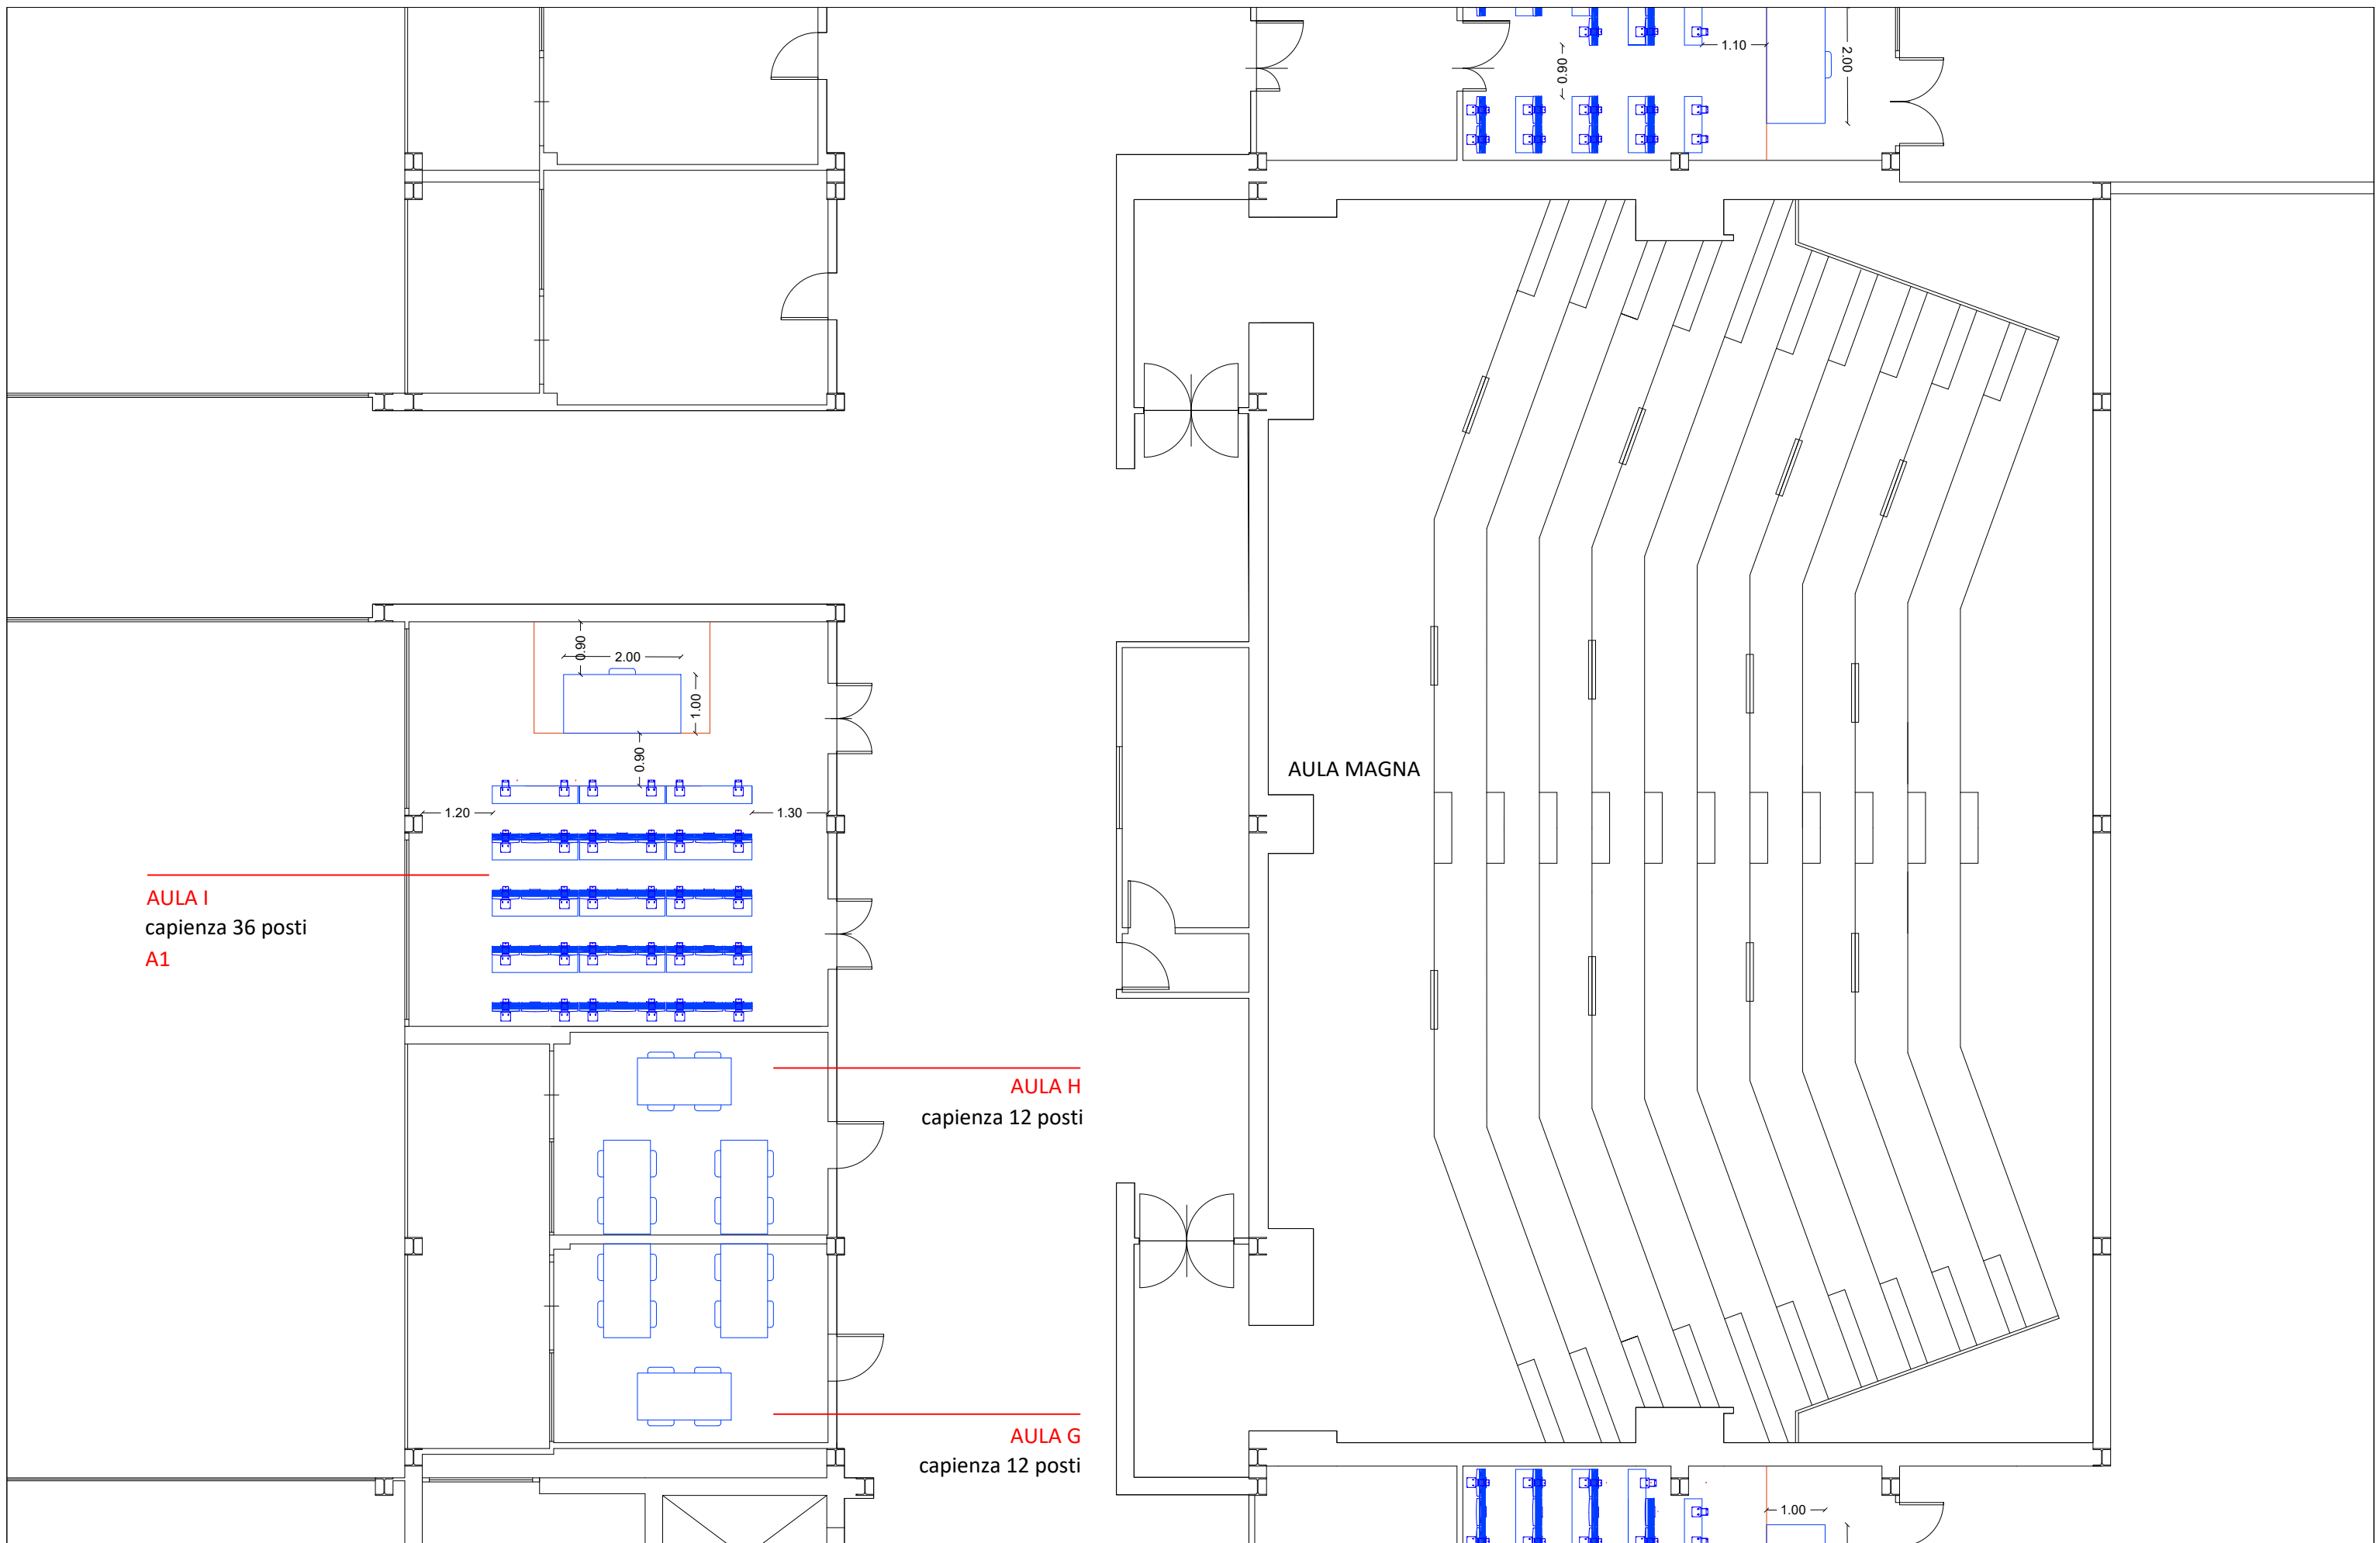 1.10
2.00
0.90
0.90
2.00
1.00
0.90
1.20
1.30
AULA MAGNA
AULA I
capienza 36 posti
A1
AULA H
capienza 12 posti
AULA G
capienza 12 posti
1.00